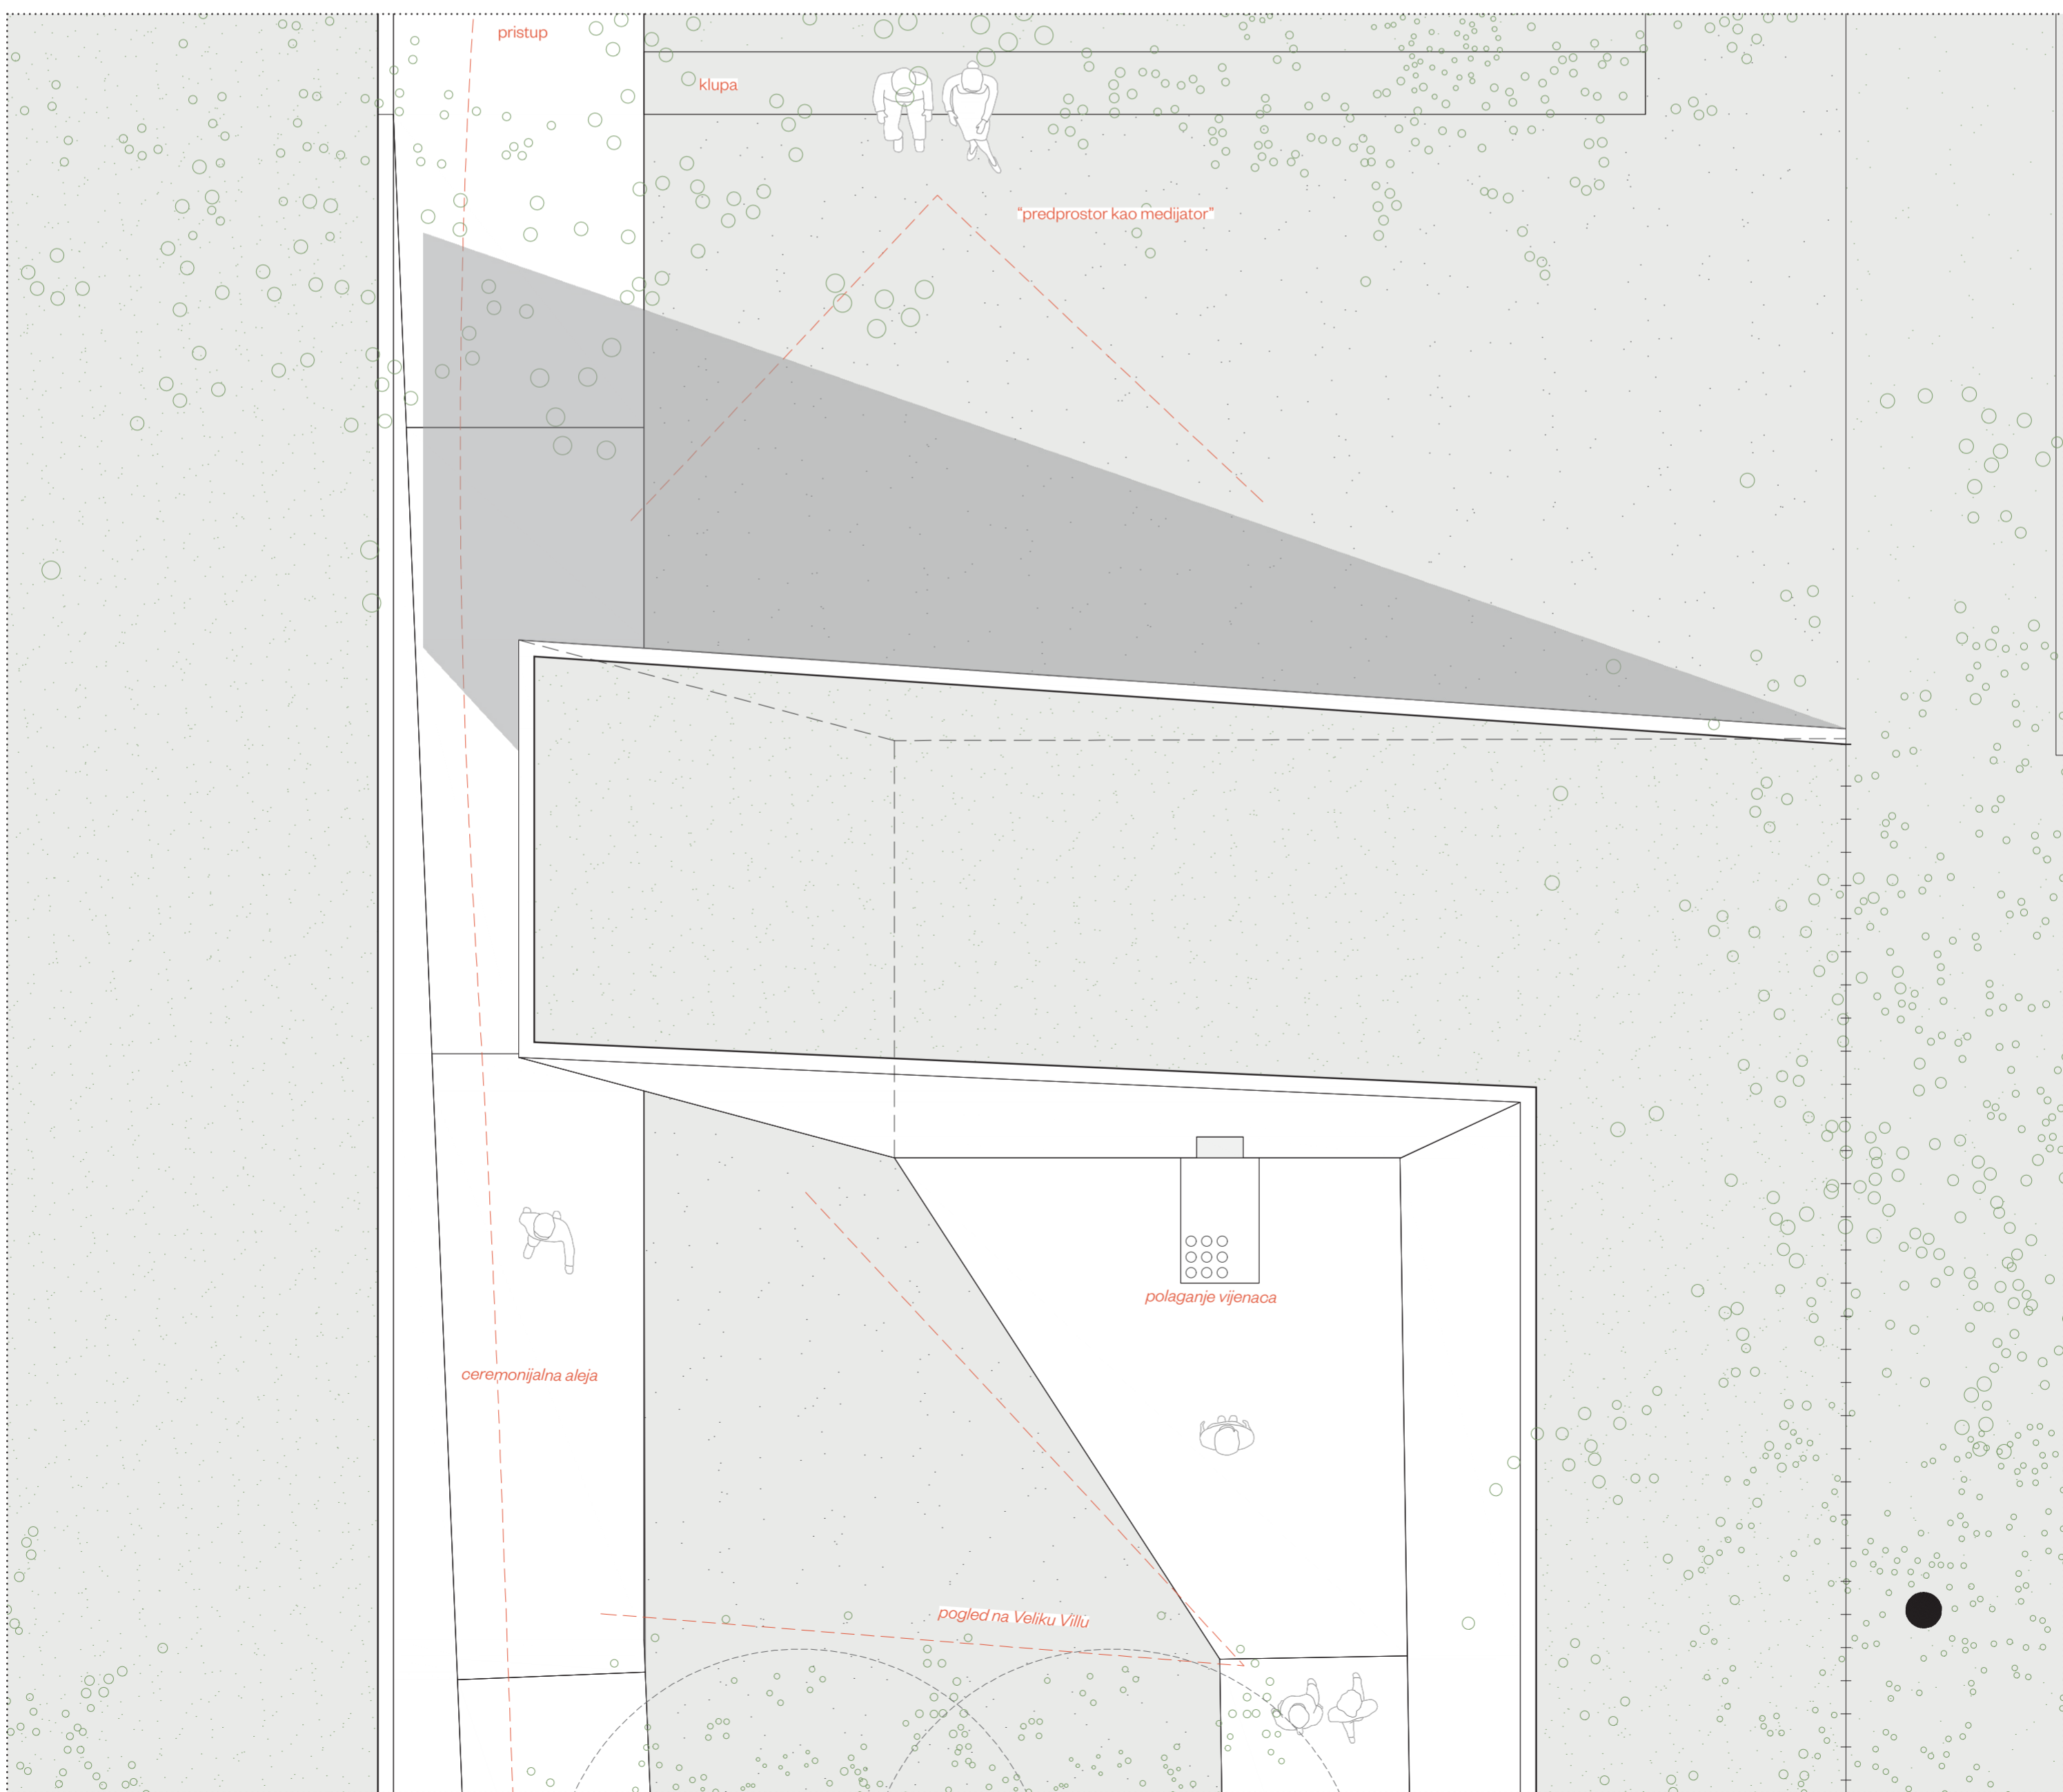 pristup
klupa
“predprostor kao medijator”
polaganje vijenaca
ceremonijalna aleja
pogled na Veliku Villu